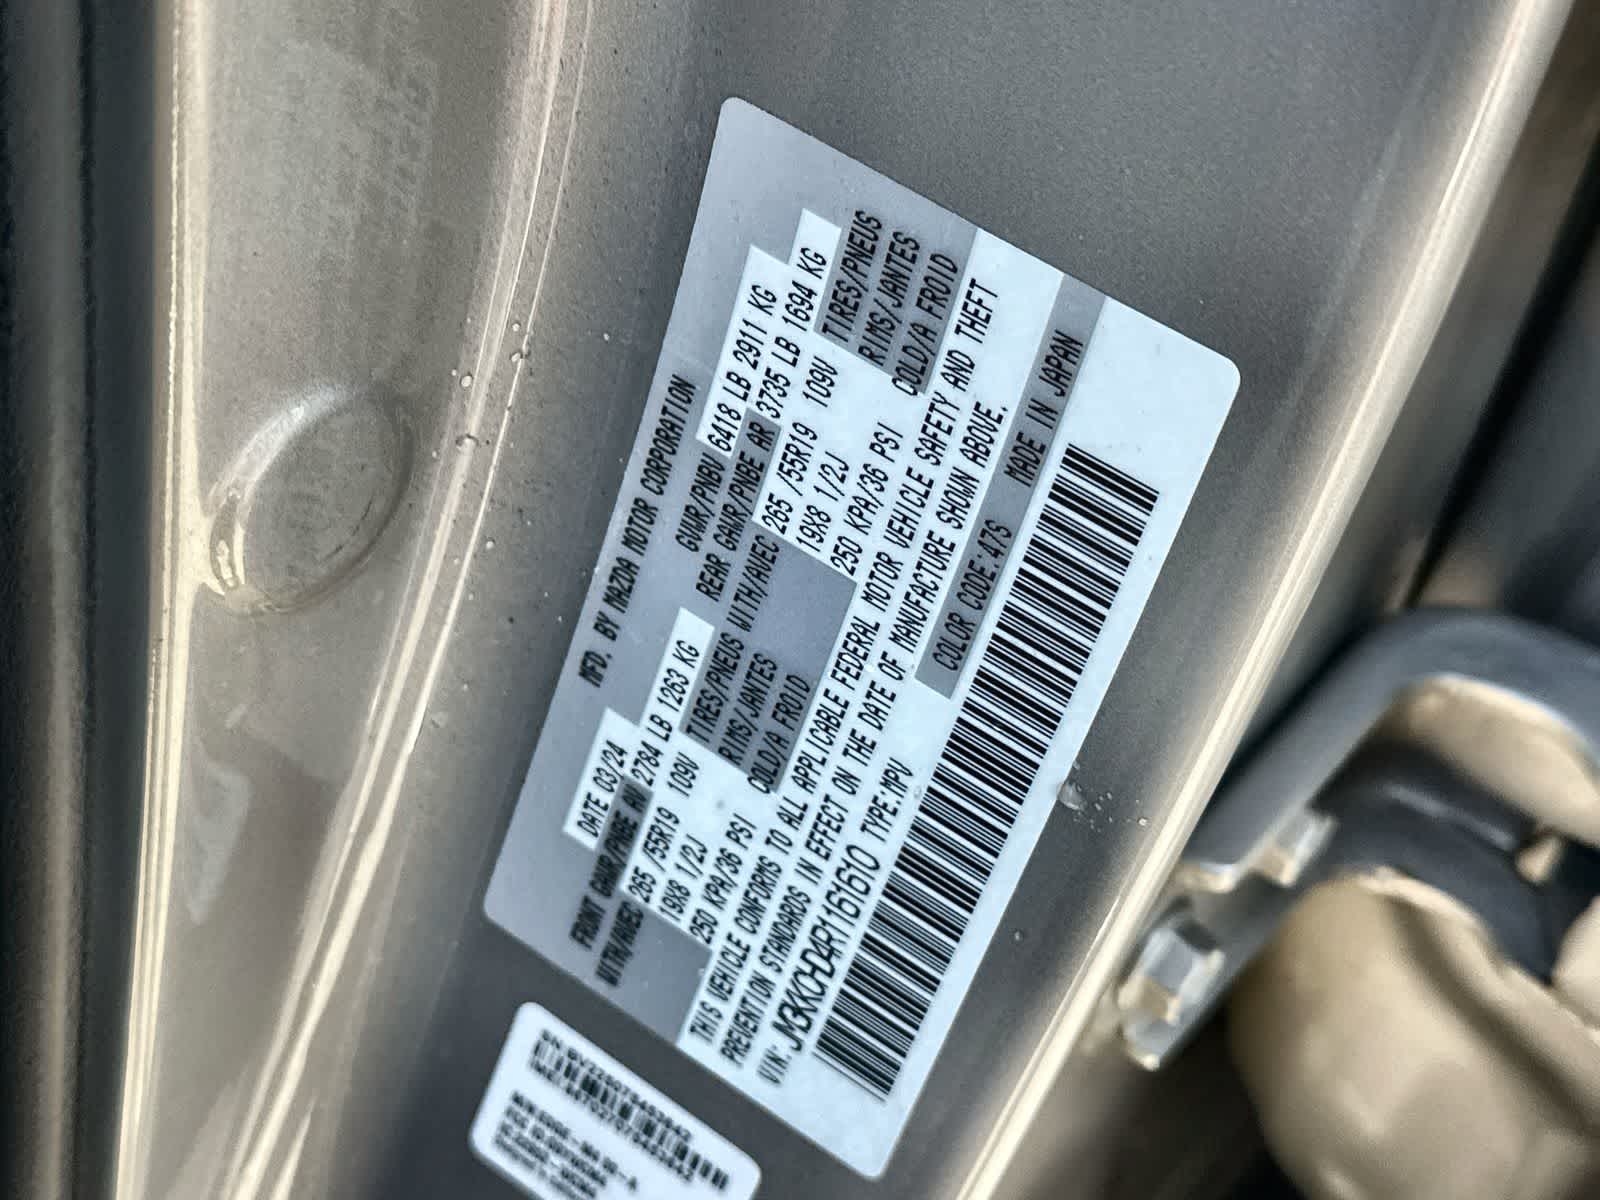 MFD. BY MAZDA MOTOR CORPORATION
DATE 03/24 GVWR/PNBV 6418 LB 2911 KG
FRONT GAWR/PNBE AV 2784 LB 1263 KG REAR GAWR/PNBE AR 3735 LB 1694 KG
WITH/AVEC 265 /55R19 109V TIRES/PNEUS WITH/AVEC 265 /55R19 109V TIRES/PNEUS
19X8 1/2J RIMS/JANTES 19X8 1/2J RIMS/JANTES
250 KPA/36 PSI COLD/A FROID 250 KPA/36 PSI COLD/A FROID
THIS VEHICLE CONFORMS TO ALL APPLICABLE FEDERAL MOTOR VEHICLE SAFETY AND THEFT
PREVENTION STANDARDS IN EFFECT ON THE DATE OF MANUFACTURE SHOWN ABOVE.
VIN: JM3KKCHD4R1161610 TYPE:MPV COLOR CODE:47S MADE IN JAPAN